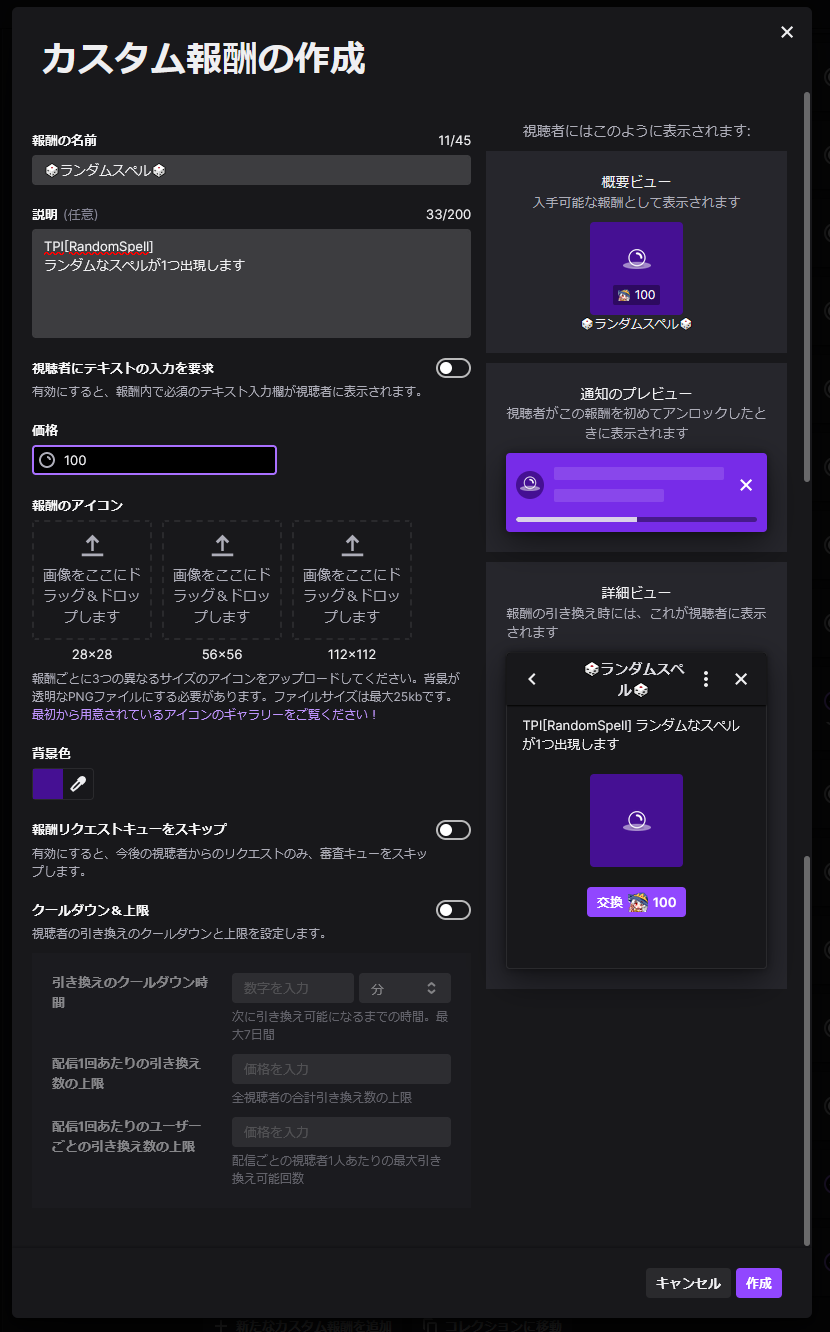 カスタム報酬の作成
報酬の名前
11/45
🎲ランダムスペル🎲
説明 (任意)
33/200
TPI[RandomSpell]
ランダムなスペルが1つ出現します
視聴者にテキストの入力を要求
有効にすると、報酬内で必須のテキスト入力欄が視聴者に表示されます。
価格
100
報酬のアイコン
画像をここにド
ラッグ＆ドロッ
プします
画像をここにド
ラッグ＆ドロッ
プします
画像をここにド
ラッグ＆ドロッ
プします
28×28
56×56
112×112
報酬ごとに3つの異なるサイズのアイコンをアップロードしてください。背景が
透明なPNGファイルにする必要があります。ファイルサイズは最大25kbです。
最初から用意されているアイコンのギャラリーをご覧ください！
背景色
報酬リクエストキューをスキップ
有効にすると、今後の視聴者からのリクエストのみ、審査キューをスキッ
プします。
クールダウン＆上限
視聴者の引き換えのクールダウンと上限を設定します。
引き換えのクールダウン時
間
数字を入力
分
次に引き換え可能になるまでの時間。最
大7日間
配信1回あたりの引き換え
数の上限
価格を入力
全視聴者の合計引き換え数の上限
配信1回あたりのユーザー
ごとの引き換え数の上限
価格を入力
配信ごとの視聴者1人あたりの最大引き
換え可能回数
視聴者にはこのように表示されます:
概要ビュー
入手可能な報酬として表示されます
100
🎲ランダムスペル🎲
通知のプレビュー
視聴者がこの報酬を初めてアンロックしたと
きに表示されます
詳細ビュー
報酬の引き換え時には、これが視聴者に表示
されます
🎲ランダムスペ
ル🎲
TPI[RandomSpell] ランダムなスペル
が1つ出現します
交換 100
キャンセル
作成
新たなカスタム報酬を追加
コレクションに移動